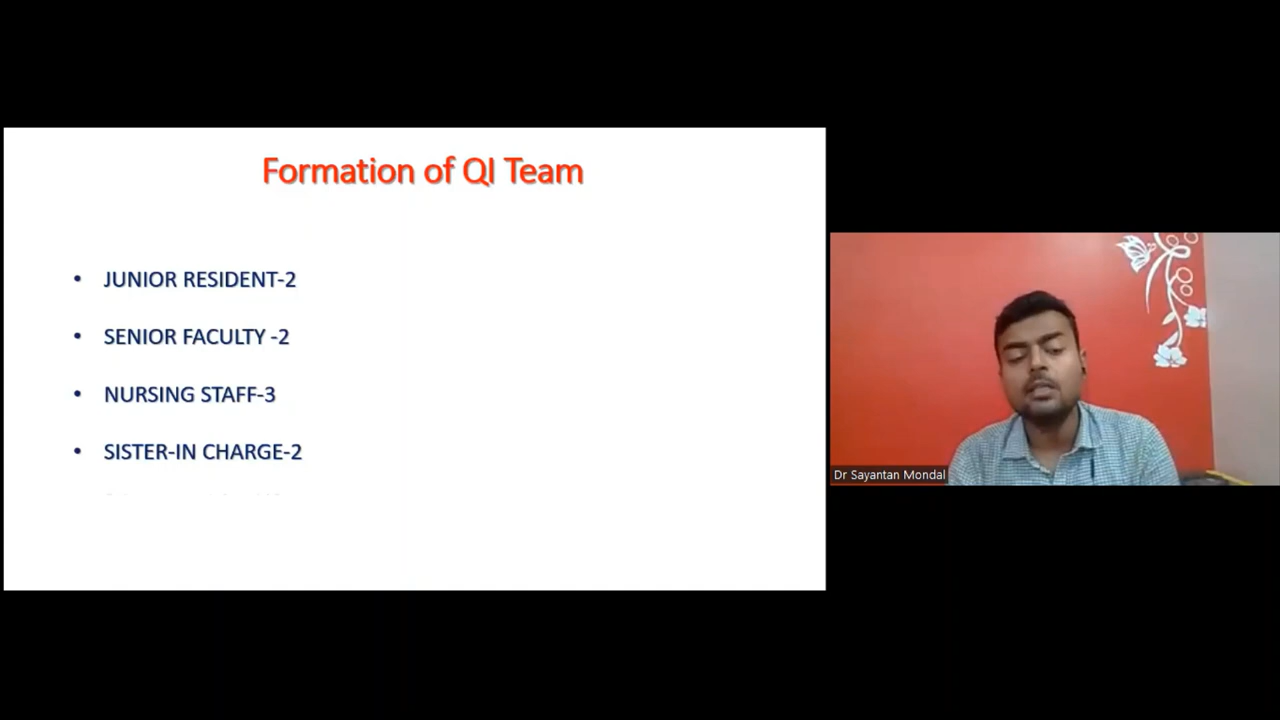 Formation of QI Team
• JUNIOR RESIDENT-2
• SENIOR FACULTY -2
• NURSING STAFF-3
• SISTER-IN CHARGE-2
Dr Sayantan Mondal